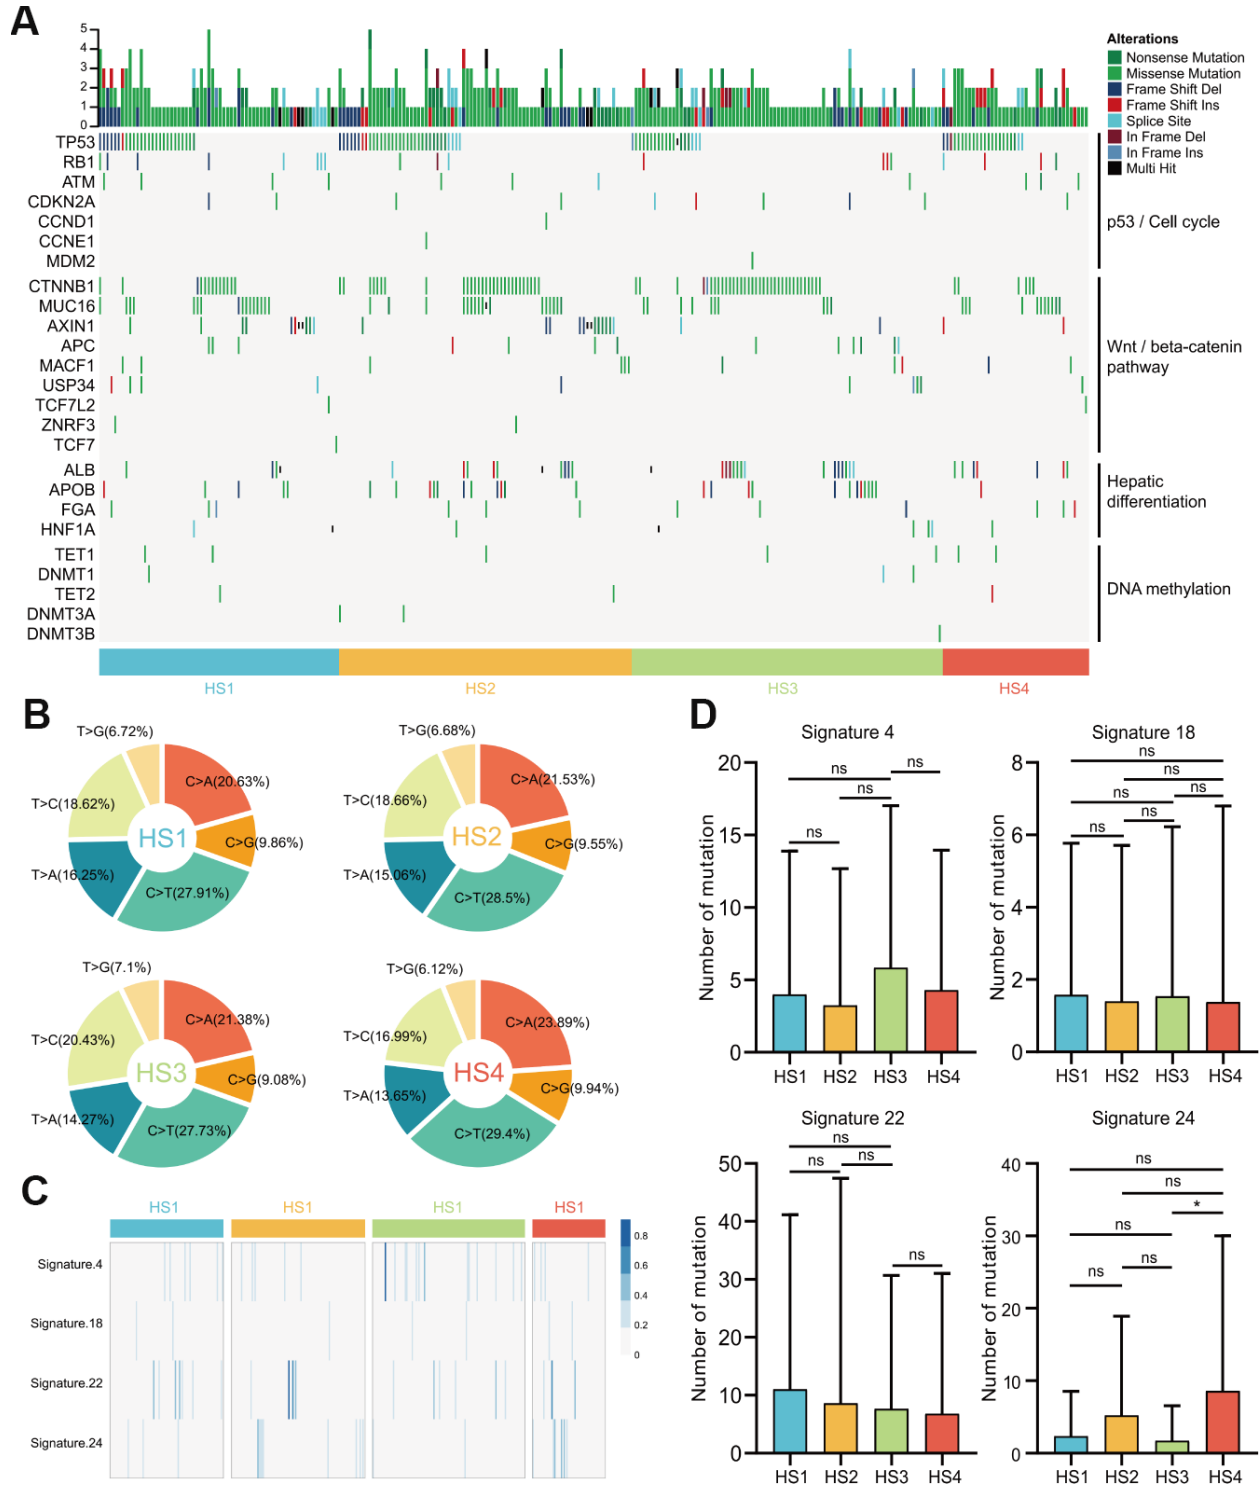 A
5
4
3
2
1
0
Alterations
Nonsense Mutation
Missense Mutation
Frame Shift Del
Frame Shift Ins
Splice Site
In Frame Del
In Frame Ins
Multi Hit
TP53
RB1
ATM
CDKN2A
CCND1
CCNE1
MDM2
p53 / Cell cycle
CTNNB1
MUC16
AXIN1
APC
MACF1
USP34
TCF7L2
ZNRF3
TCF7
Wnt / beta-catenin
pathway
ALB
APOB
FGA
HNF1A
Hepatic
differentiation
TET1
DNMT1
TET2
DNMT3A
DNMT3B
DNA methylation
HS1 HS2 HS3 HS4
B
T>G(6.72%)
C>A(20.63%)
T>C(18.62%)
HS1
C>G(9.86%)
T>A(16.25%)
C>T(27.91%)
T>G(6.68%)
C>A(21.53%)
T>C(18.66%)
HS2
C>G(9.55%)
T>A(15.06%)
C>T(28.5%)
T>G(7.1%)
C>A(21.38%)
T>C(20.43%)
HS3
C>G(9.08%)
T>A(14.27%)
C>T(27.73%)
T>G(6.12%)
C>A(23.89%)
T>C(16.99%)
HS4
C>G(9.94%)
T>A(13.65%)
C>T(29.4%)
C
HS1 HS1 HS1 HS1
Signature.4
Signature.18
Signature.22
Signature.24
0.8
0.6
0.4
0.2
0
D
Signature 4
Number of mutation
20
15
10
5
0
ns ns
ns
ns
HS1 HS2 HS3 HS4
Signature 18
Number of mutation
8
6
4
2
0
ns
ns
ns ns
ns
ns
HS1 HS2 HS3 HS4
Signature 22
Number of mutation
50
40
30
20
10
0
ns
ns ns
ns
HS1 HS2 HS3 HS4
Signature 24
Number of mutation
40
30
20
10
0
ns
ns
*
ns
ns
ns
HS1 HS2 HS3 HS4